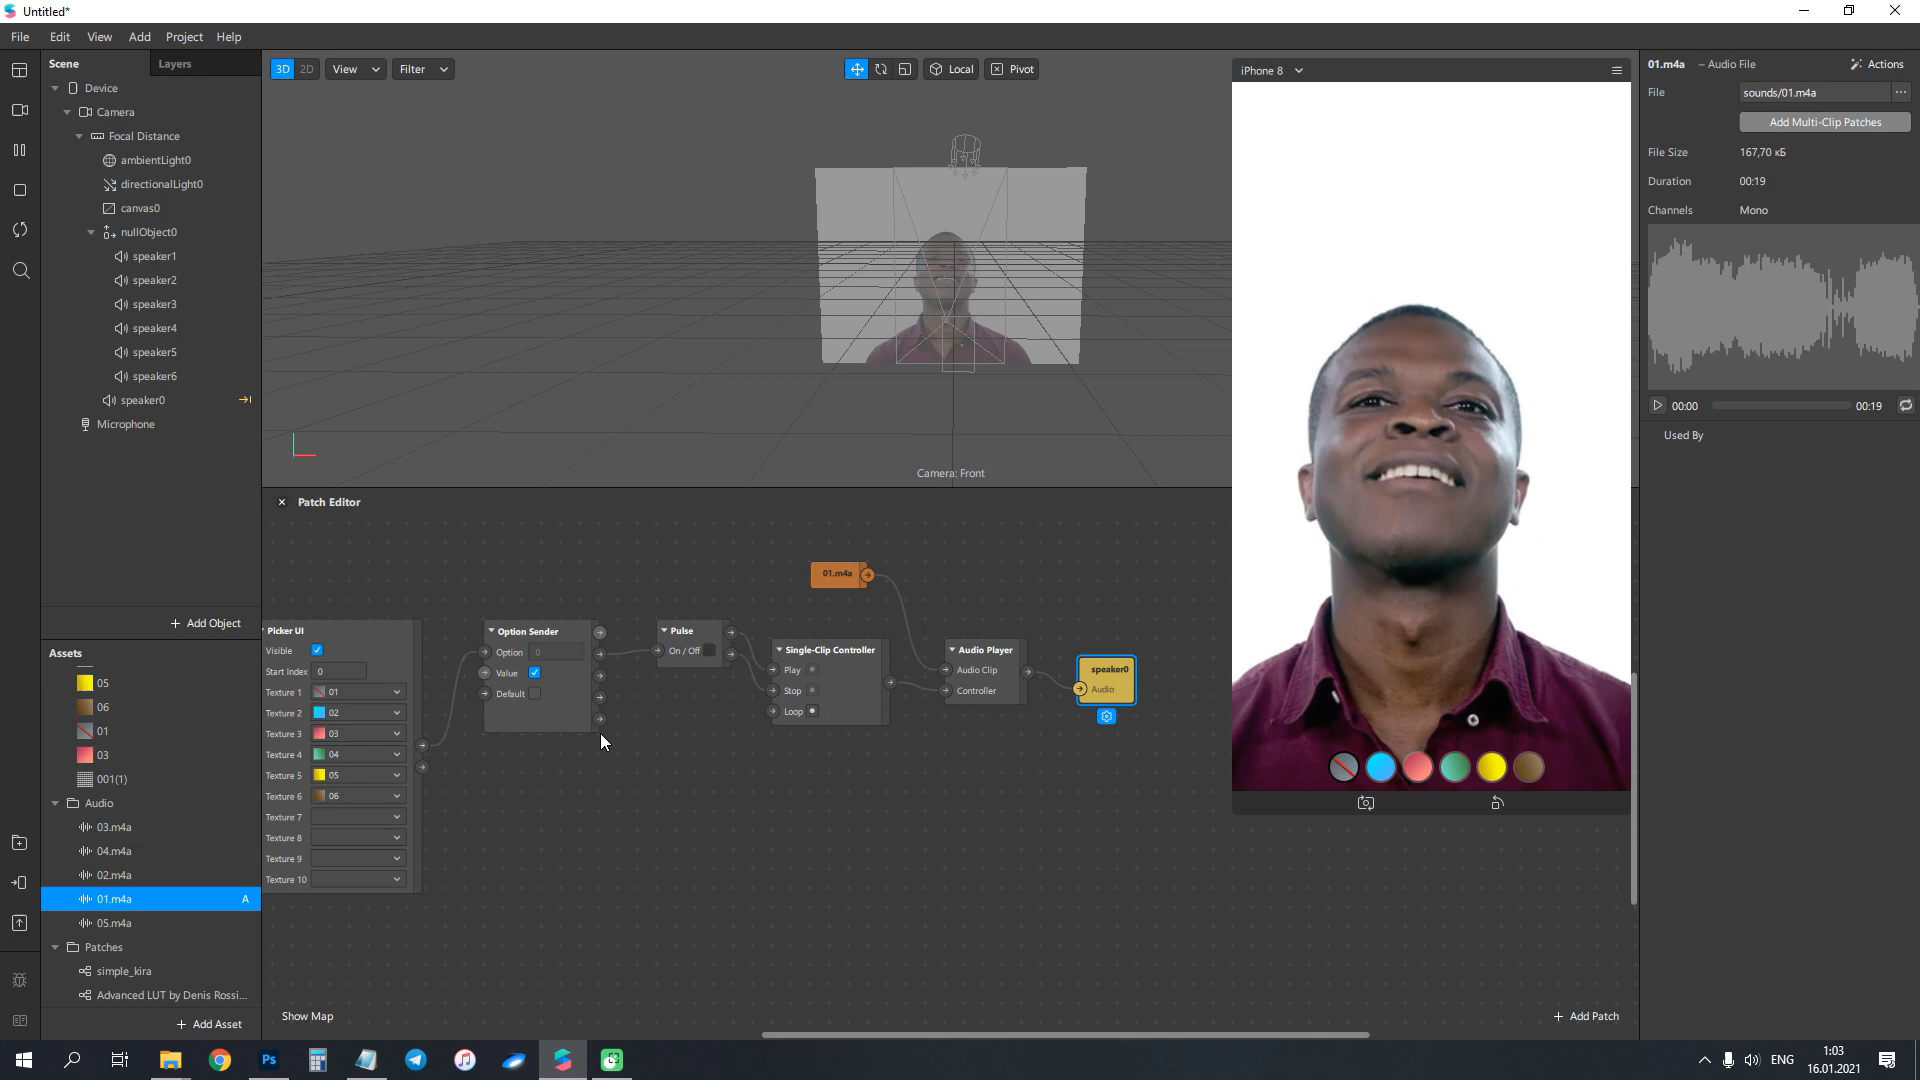 Untitled*
File Edit View Add Project Help
Scene Layers
Device
Camera
Focal Distance
ambientLight0
directionalLight0
canvas0
nullObject0
speaker1
speaker2
speaker3
speaker4
speaker5
speaker6
speaker0
Microphone
+ Add Object
Assets
05
06
01
03
001(1)
Audio
03.m4a
04.m4a
02.m4a
01.m4a A
05.m4a
Patches
simple_kira
Advanced LUT by Denis Rossi...
+ Add Asset
3D 2D View Filter
Local Pivot
Camera: Front
Patch Editor
Picker UI
Visible
Start Index 0
Texture 1 01
Texture 2 02
Texture 3 03
Texture 4 04
Texture 5 05
Texture 6 06
Texture 7
Texture 8
Texture 9
Texture 10
Option Sender
Option 0
Value
Default
Pulse
On / Off
01.m4a
Single-Clip Controller
Play
Stop
Loop
Audio Player
Audio Clip
Controller
speaker0
Audio
Show Map
+ Add Patch
iPhone 8
01.m4a – Audio File Actions
File sounds/01.m4a ...
Add Multi-Clip Patches
File Size 167,70 кБ
Duration 00:19
Channels Mono
00:00 00:19
Used By
Ps
ENG
1:03
16.01.2021